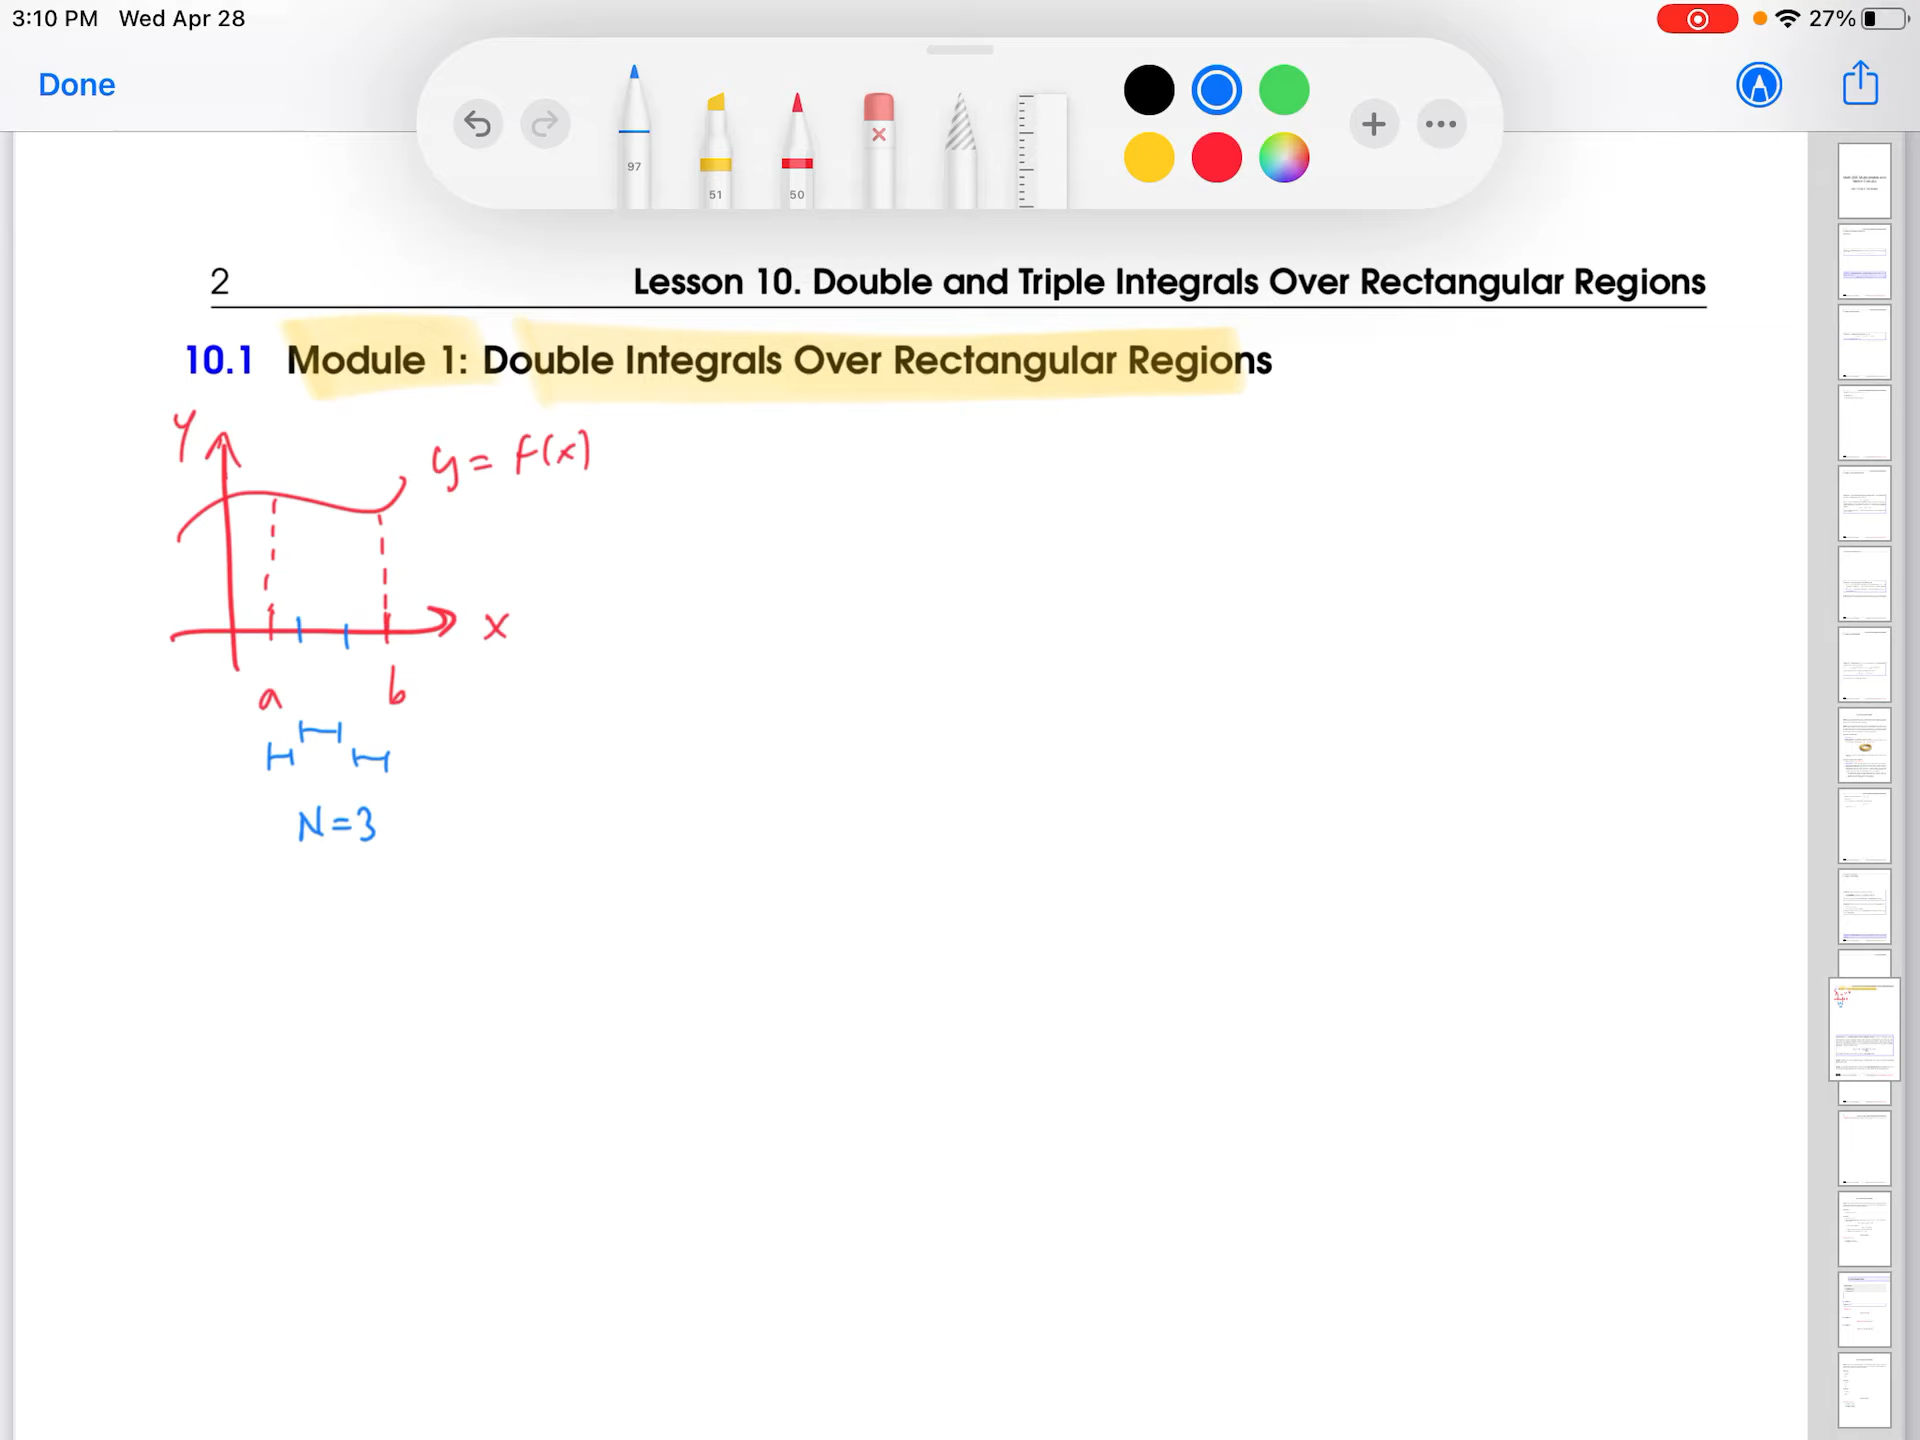 3:10 PM Wed Apr 28
27%
Done
97
51
50
2
Lesson 10. Double and Triple Integrals Over Rectangular Regions
10.1 Module 1: Double Integrals Over Rectangular Regions
y
y = f(x)
x
a b
N=3